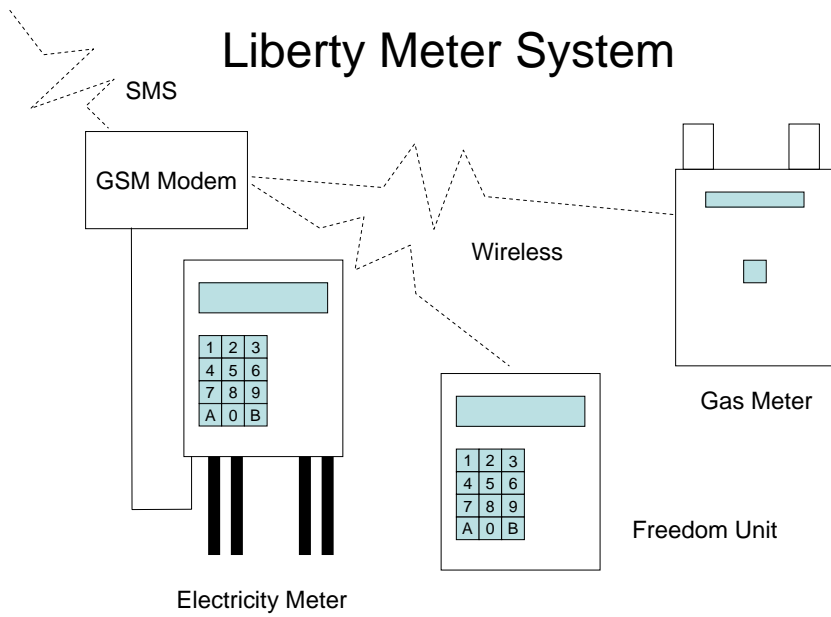 Liberty Meter System
SMS
GSM Modem
Wireless
1 2 3
4 5 6
7 8 9
A 0 B
Electricity Meter
1 2 3
4 5 6
7 8 9
A 0 B
Freedom Unit
Gas Meter